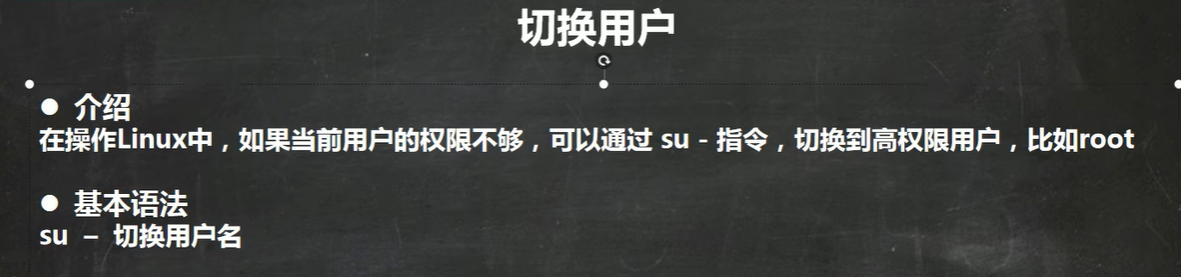 切换用户
● 介绍
在操作Linux中，如果当前用户的权限不够，可以通过 su - 指令，切换到高权限用户，比如root
● 基本语法
su – 切换用户名